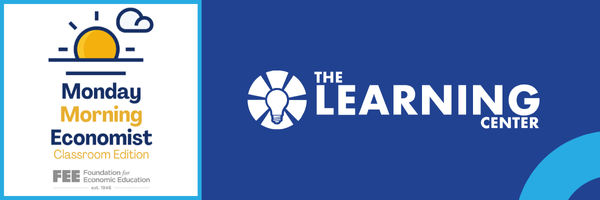 Monday
Morning
Economist
Classroom Edition
FEE Foundation for
Economic Education
est. 1946
THE
LEARNING
CENTER